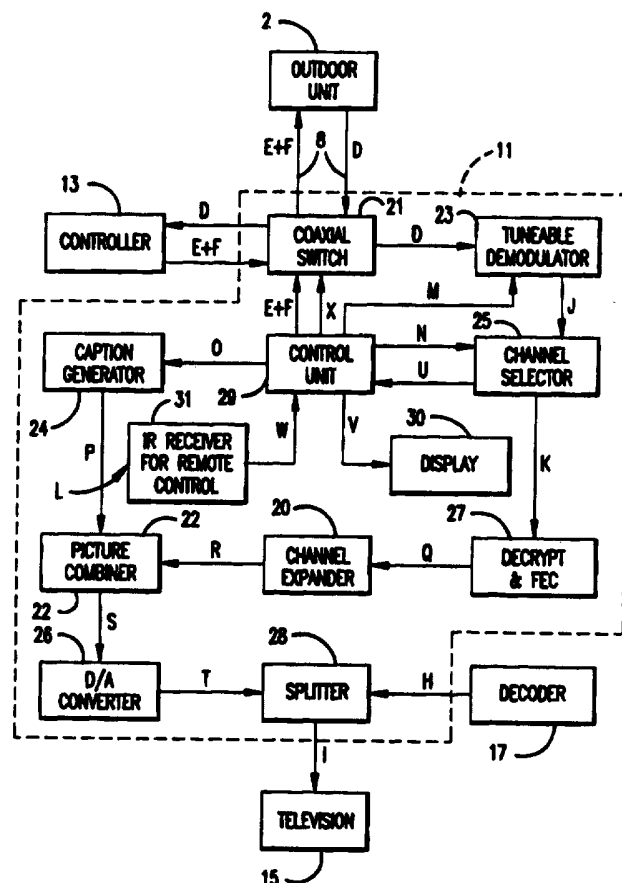 2
OUTDOOR
UNIT
E+F
8
D
11
13
CONTROLLER
D
E+F
21
COAXIAL
SWITCH
D
23
TUNEABLE
DEMODULATOR
E+F
X
M
J
25
CAPTION
GENERATOR
24
O
CONTROL
UNIT
29
N
U
CHANNEL
SELECTOR
P
L
31
IR RECEIVER
FOR REMOTE
CONTROL
W
V
30
DISPLAY
K
22
PICTURE
COMBINER
22
R
20
CHANNEL
EXPANDER
Q
27
DECRYPT
& FEC
S
26
D/A
CONVERTER
T
28
SPLITTER
H
DECODER
17
I
TELEVISION
15